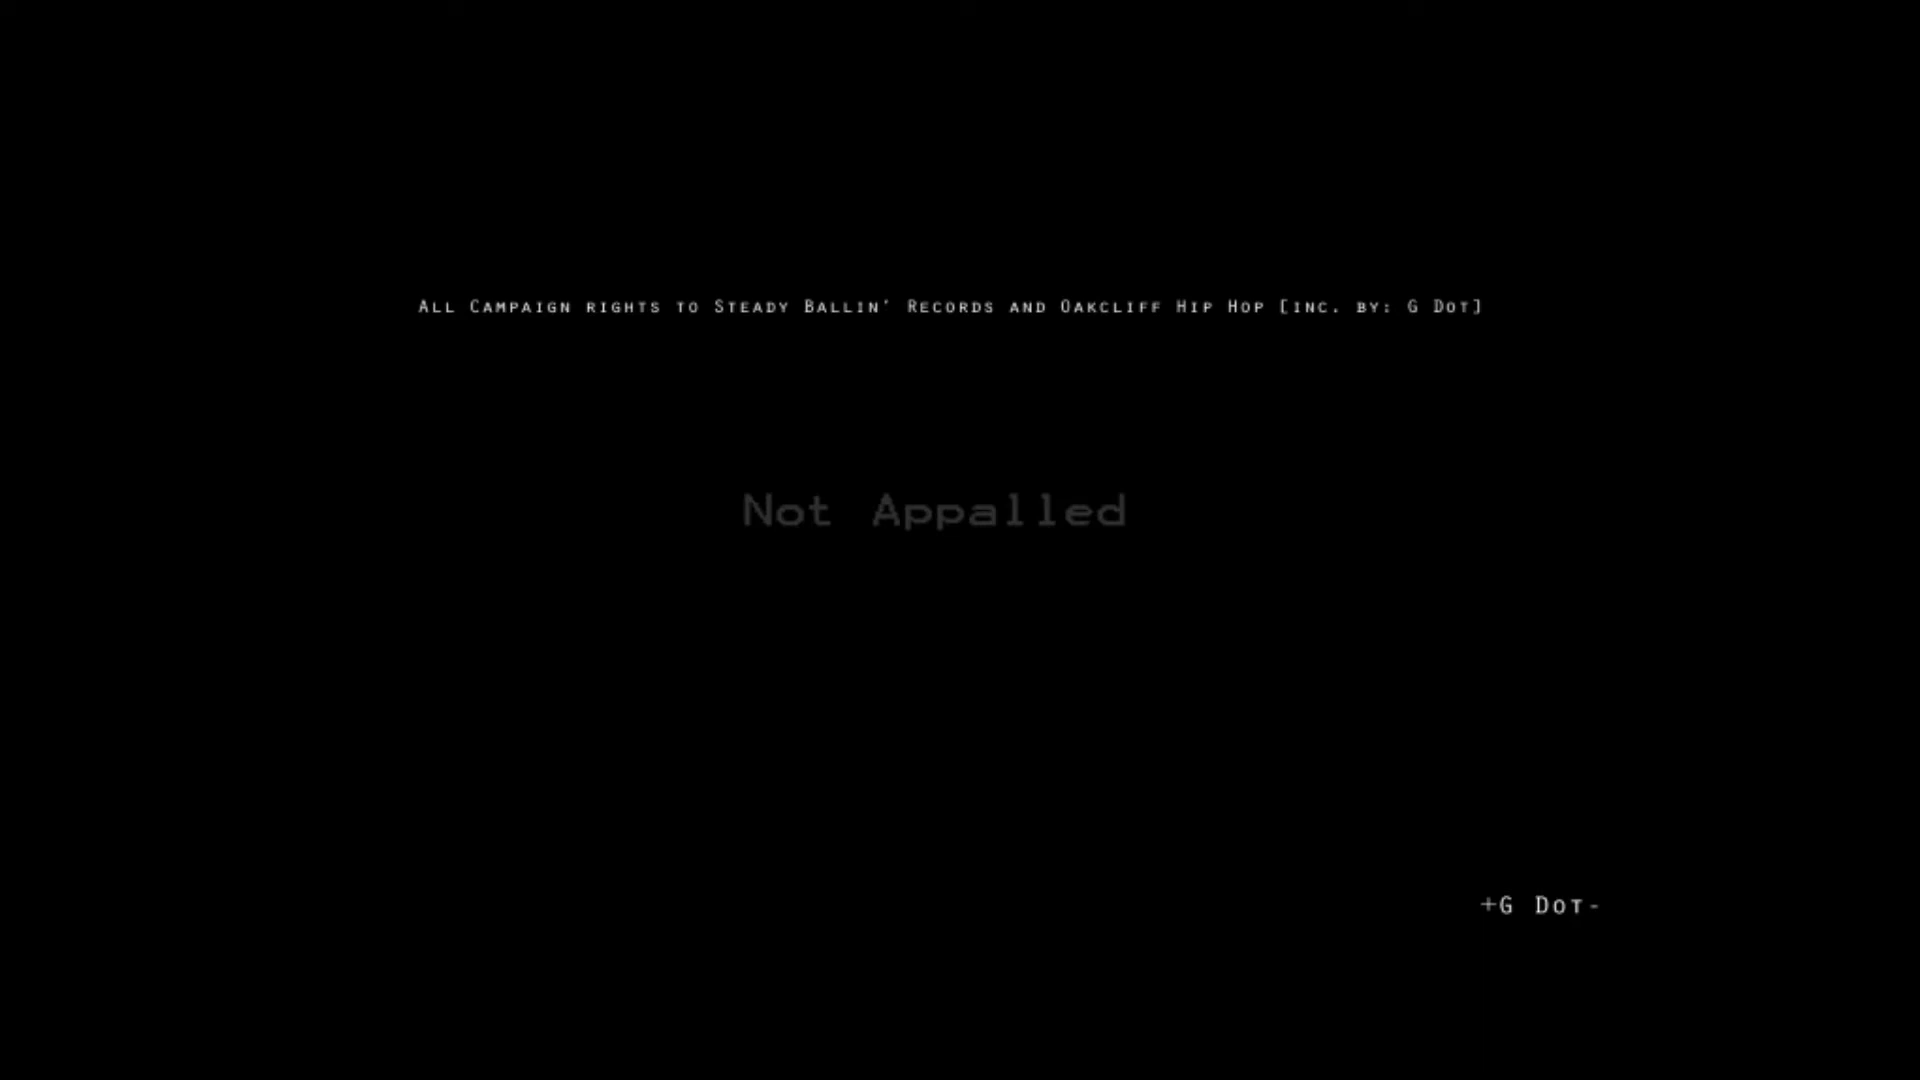 All Campaign rights to Steady Ballin' Records and Oakcliff Hip Hop [inc. by: G Dot]
Not Appalled
+G Dot-